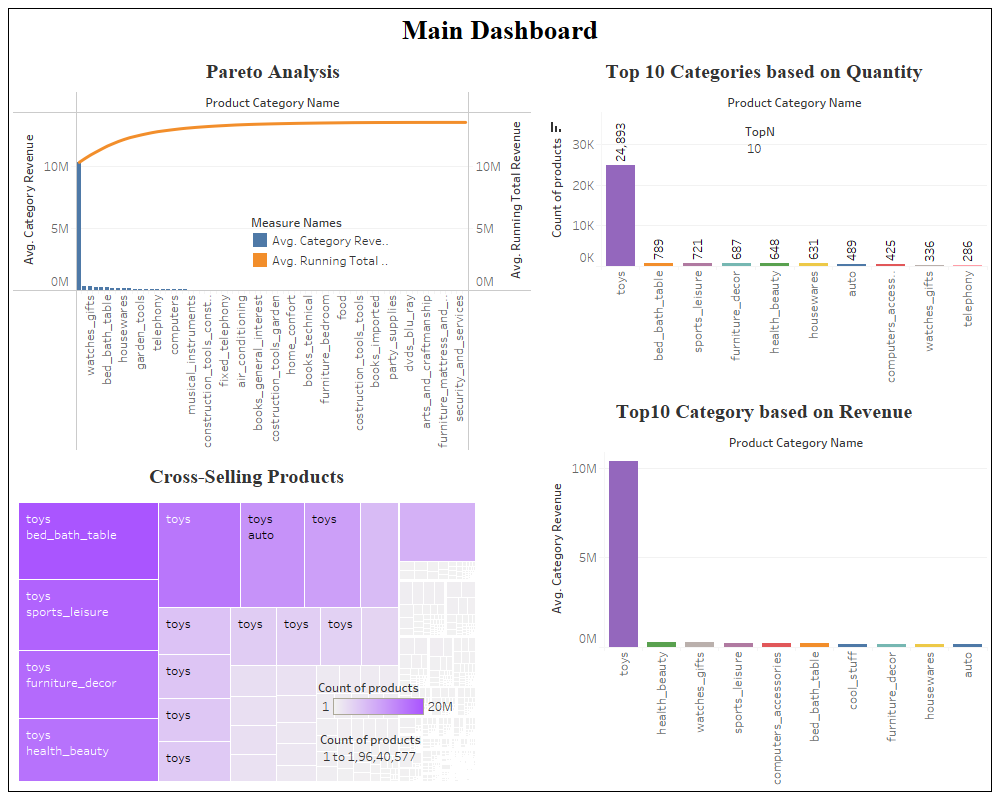 Main Dashboard
Pareto Analysis
Product Category Name
Avg. Category Revenue
10M
5M
0M
10M
5M
0M
Avg. Running Total Revenue
Measure Names
Avg. Category Reve..
Avg. Running Total ..
watches_gifts
bed_bath_table
housewares
garden_tools
telephony
computers
musical_instruments
construction_tools_const..
fixed_telephony
air_conditioning
books_general_interest
costruction_tools_garden
home_confort
books_technical
furniture_bedroom
food
costruction_tools_tools
books_imported
party_supplies
dvds_blu_ray
arts_and_craftmanship
furniture_mattress_and_..
security_and_services
Top 10 Categories based on Quantity
Product Category Name
Count of products
30K
20K
10K
0K
TopN
10
24,893
789
721
687
648
631
489
425
336
286
toys
bed_bath_table
sports_leisure
furniture_decor
health_beauty
housewares
auto
computers_access..
watches_gifts
telephony
Cross-Selling Products
toys
bed_bath_table
toys
sports_leisure
toys
furniture_decor
toys
health_beauty
toys
toys
auto
toys
toys
toys
toys
toys
toys
toys
toys
Count of products
1
20M
Count of products
1 to 1,96,40,577
Top10 Category based on Revenue
Product Category Name
Avg. Category Revenue
10M
5M
0M
toys
health_beauty
watches_gifts
sports_leisure
computers_accessories
bed_bath_table
cool_stuff
furniture_decor
housewares
auto